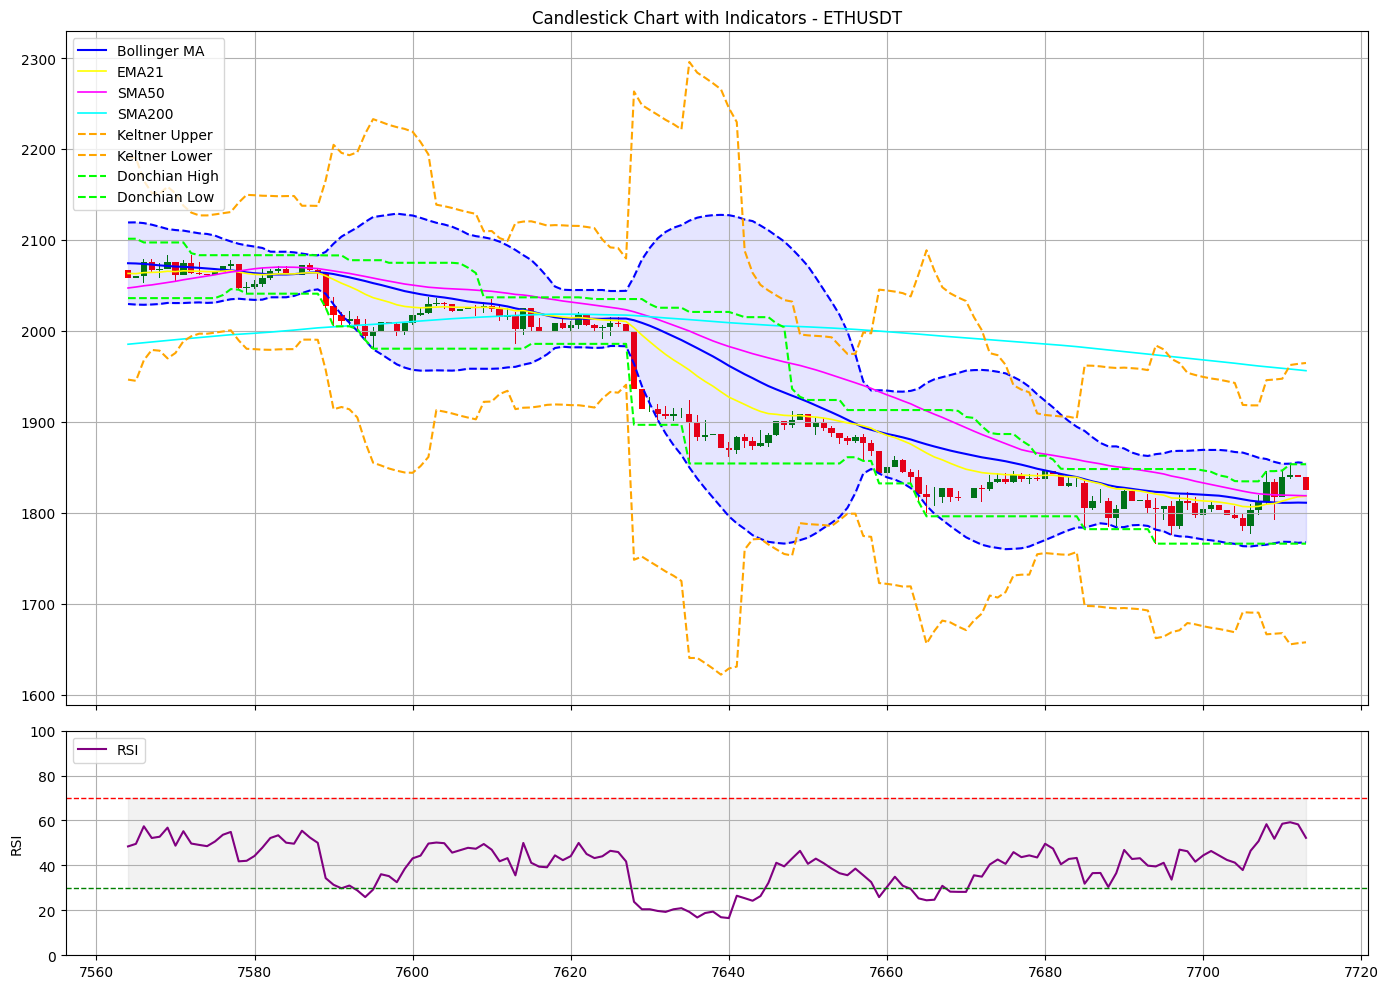 Candlestick Chart with Indicators - ETHUSDT
Bollinger MA
EMA21
SMA50
SMA200
Keltner Upper
Keltner Lower
Donchian High
Donchian Low
2300
2200
2100
2000
1900
1800
1700
1600
RSI
100
80
60
40
20
0
RSI
7560
7580
7600
7620
7640
7660
7680
7700
7720